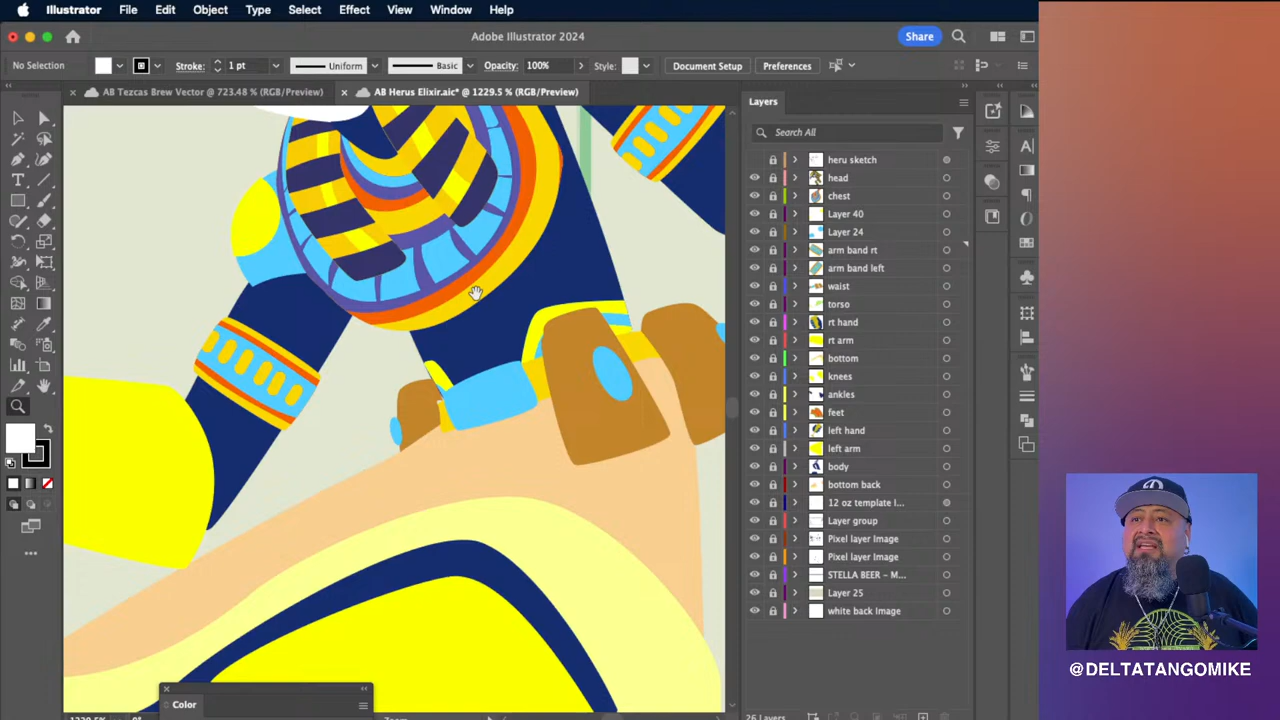 Illustrator File Edit Object Type Select Effect View Window Help
Adobe Illustrator 2024
Share
No Selection Stroke: 1 pt Uniform Basic Opacity: 100% Style: Document Setup Preferences
AB Tezcas Brew Vector @ 723.48 % (RGB/Preview)
AB Herus Elixir.aic* @ 1229.5 % (RGB/Preview)
Layers
Search All
heru sketch
head
chest
Layer 40
Layer 24
arm band rt
arm band left
waist
torso
rt hand
rt arm
bottom
knees
ankles
feet
left hand
left arm
body
bottom back
12 oz template I...
Layer group
Pixel layer Image
Pixel layer Image
STELLA BEER – M...
Layer 25
white back Image
@DELTATANGOMIKE
Color
1229.5% 0° Zoom
26 Layers